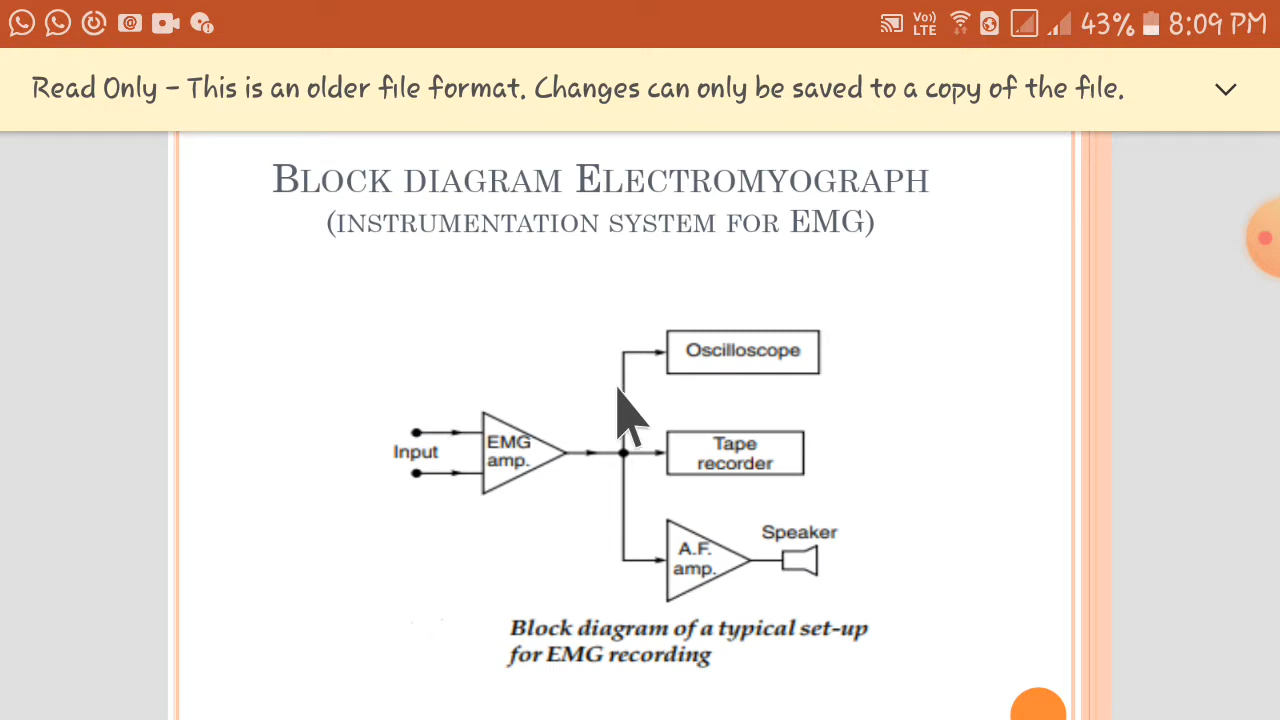 Vo)) LTE 43% 8:09 PM
Read Only – This is an older file format. Changes can only be saved to a copy of the file.
BLOCK DIAGRAM ELECTROMYOGRAPH
(INSTRUMENTATION SYSTEM FOR EMG)
Oscilloscope
Input
EMG
amp.
Tape
recorder
A.F.
amp.
Speaker
Block diagram of a typical set-up
for EMG recording